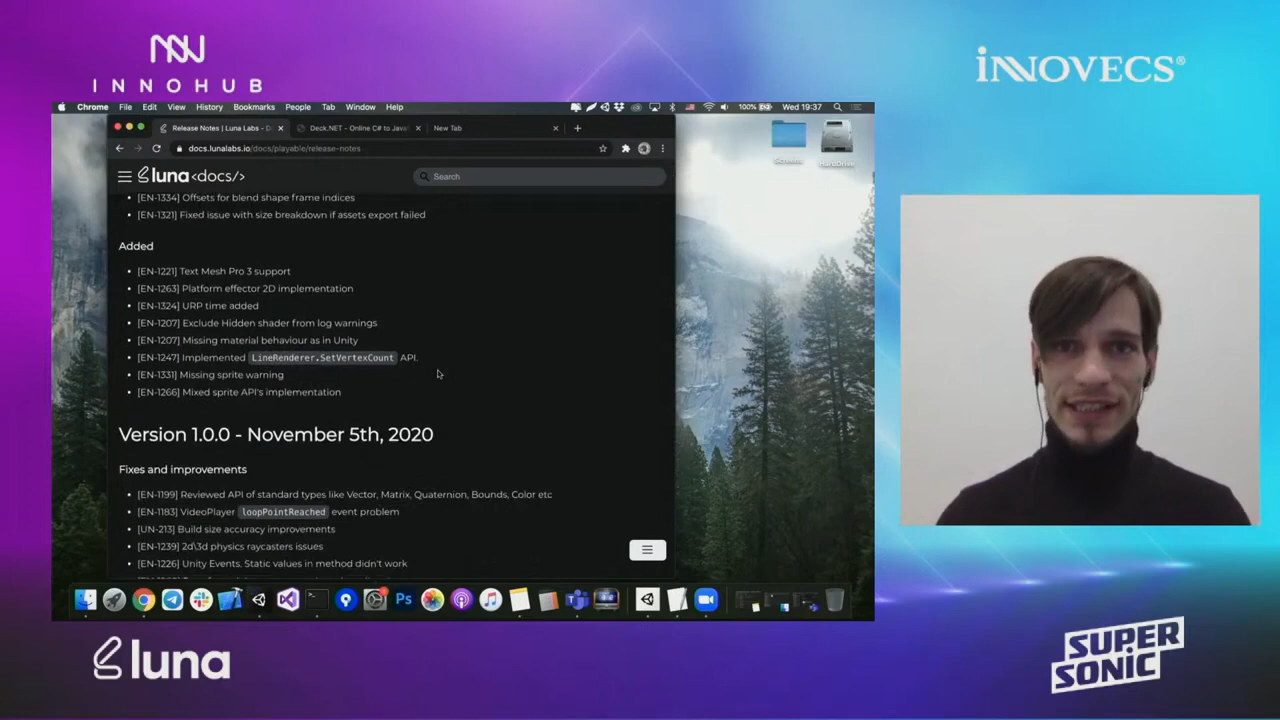 INNOHUB
innovecs®
Chrome File Edit View History Bookmarks People Tab Window Help 100% Wed 19:37
Release Notes | Luna Labs - D Deck.NET - Online C# to Java New Tab
docs.lunalabs.io/docs/playable/release-notes
luna <docs/> Search
[EN-1334] Offsets for blend shape frame indices
[EN-1321] Fixed issue with size breakdown if assets export failed
Added
[EN-1221] Text Mesh Pro 3 support
[EN-1263] Platform effector 2D implementation
[EN-1324] URP time added
[EN-1207] Exclude Hidden shader from log warnings
[EN-1207] Missing material behaviour as in Unity
[EN-1247] Implemented LineRenderer.SetVertexCount API.
[EN-1331] Missing sprite warning
[EN-1266] Mixed sprite API's implementation
Version 1.0.0 - November 5th, 2020
Fixes and improvements
[EN-1199] Reviewed API of standard types like Vector, Matrix, Quaternion, Bounds, Color etc
[EN-1183] VideoPlayer loopPointReached event problem
[UN-213] Build size accuracy improvements
[EN-1239] 2d\3d physics raycasters issues
[EN-1226] Unity Events. Static values in method didn't work
Screens HardDrive
Ps
luna
SUPER
SONIC